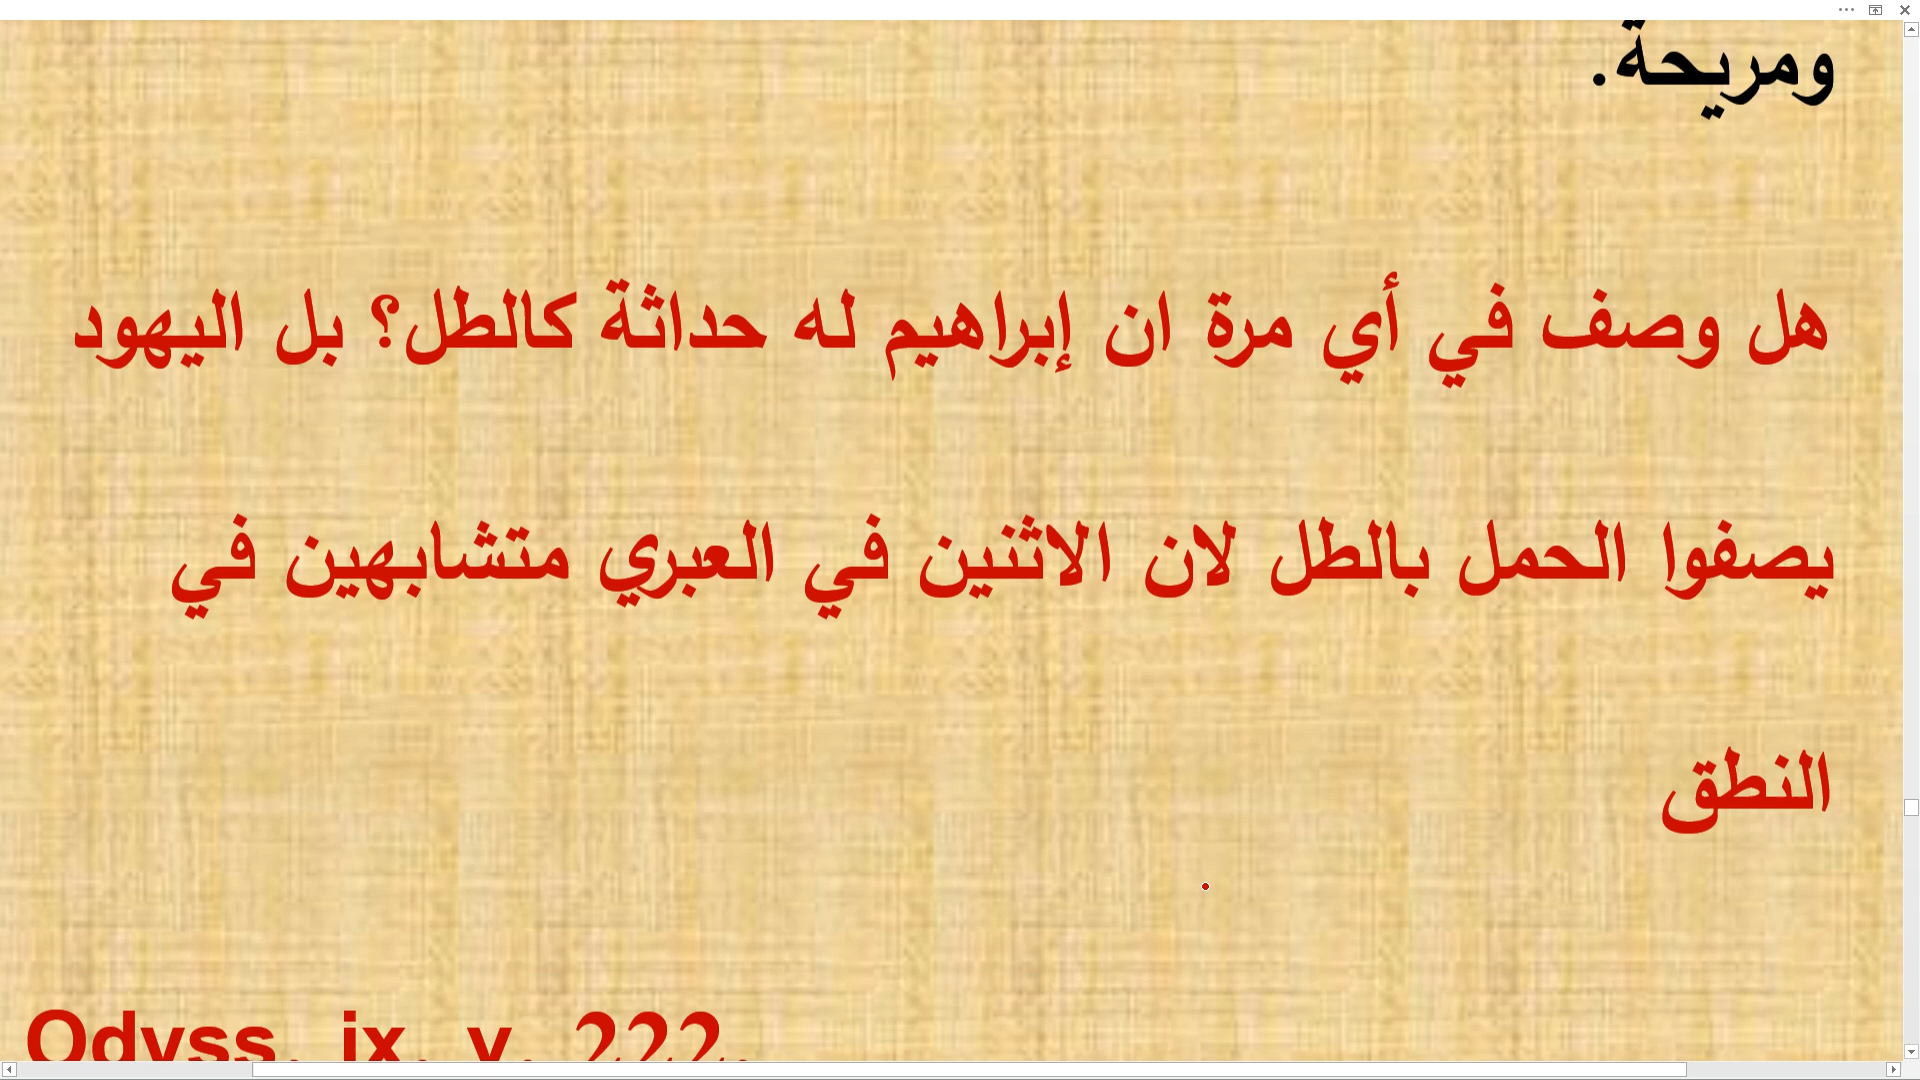 ومريحة.
هل وصف في أي مرة ان إبراهيم له حداثة كالطل؟ بل اليهود
يصفوا الحمل بالطل لان الاثنين في العبري متشابهين في
النطق
Odyss. ix. v. 222.